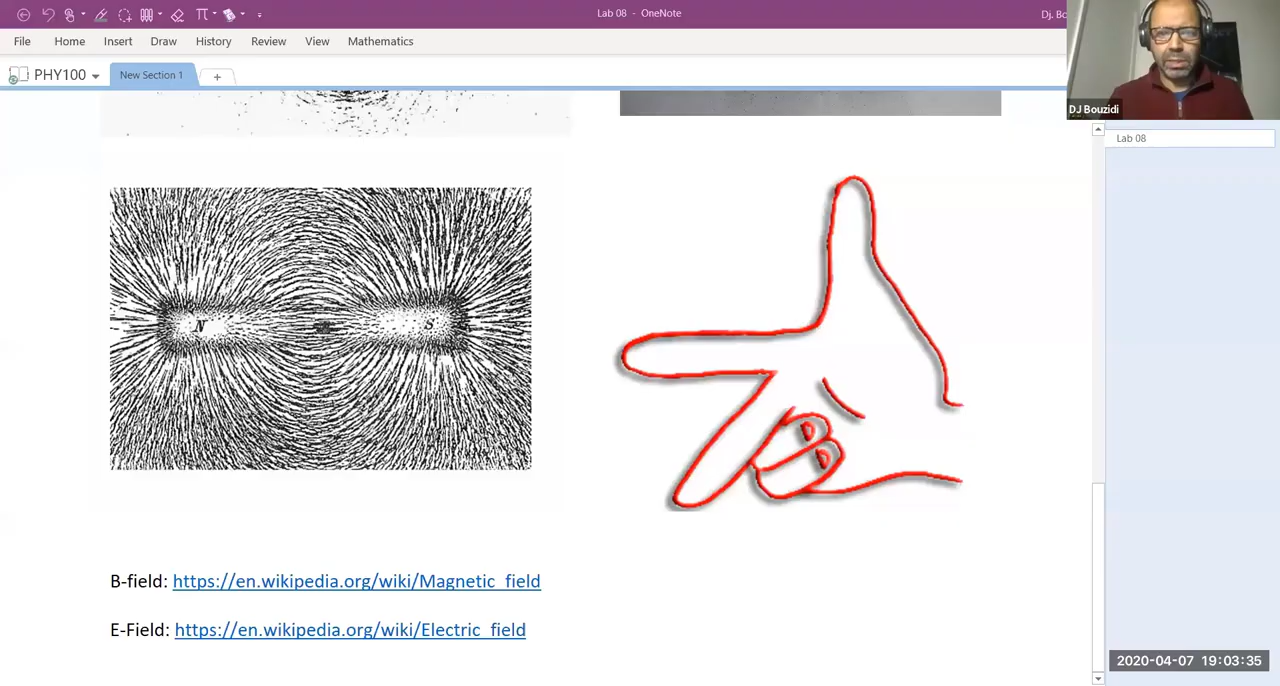 Lab 08 - OneNote
Dj. Bo
File Home Insert Draw History Review View Mathematics
PHY100
New Section 1
DJ Bouzidi
Lab 08
N
S
B-field: https://en.wikipedia.org/wiki/Magnetic_field
E-Field: https://en.wikipedia.org/wiki/Electric_field
2020-04-07 19:03:35